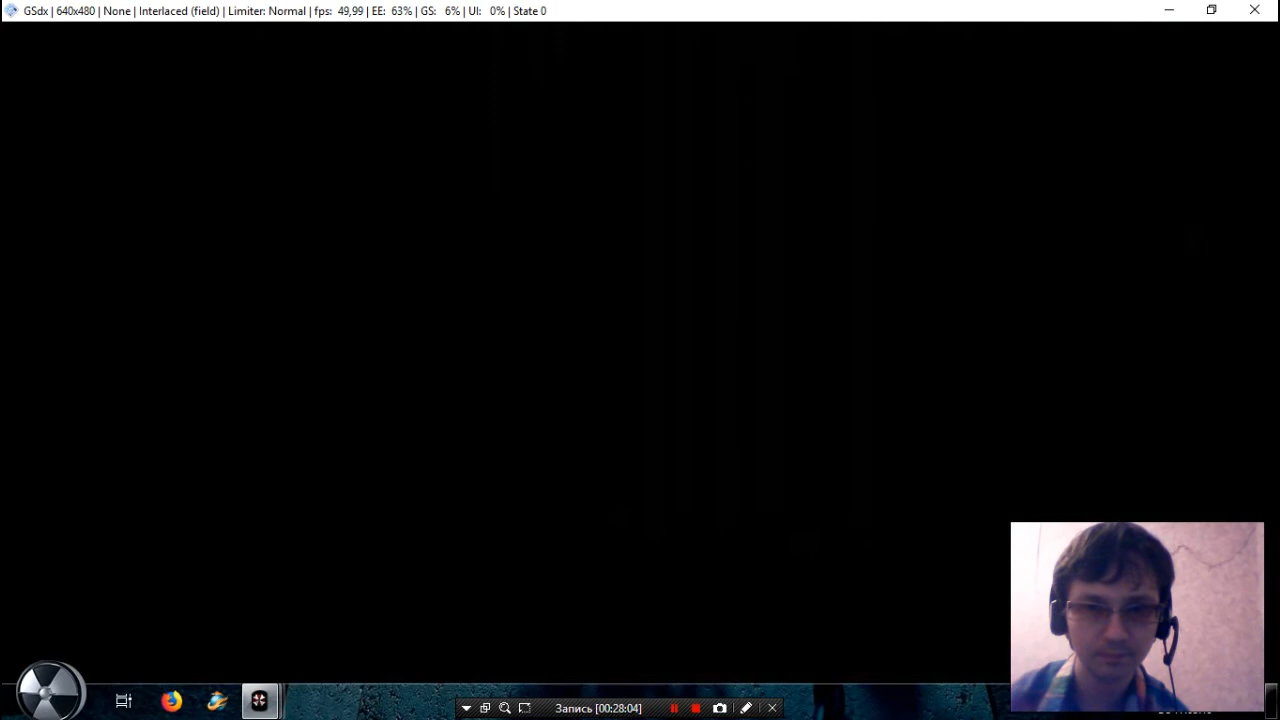 GSdx | 640x480 | None | Interlaced (field) | Limiter: Normal | fps: 49,99 | EE: 63% | GS: 6% | UI: 0% | State 0
Запись [00:28:04]